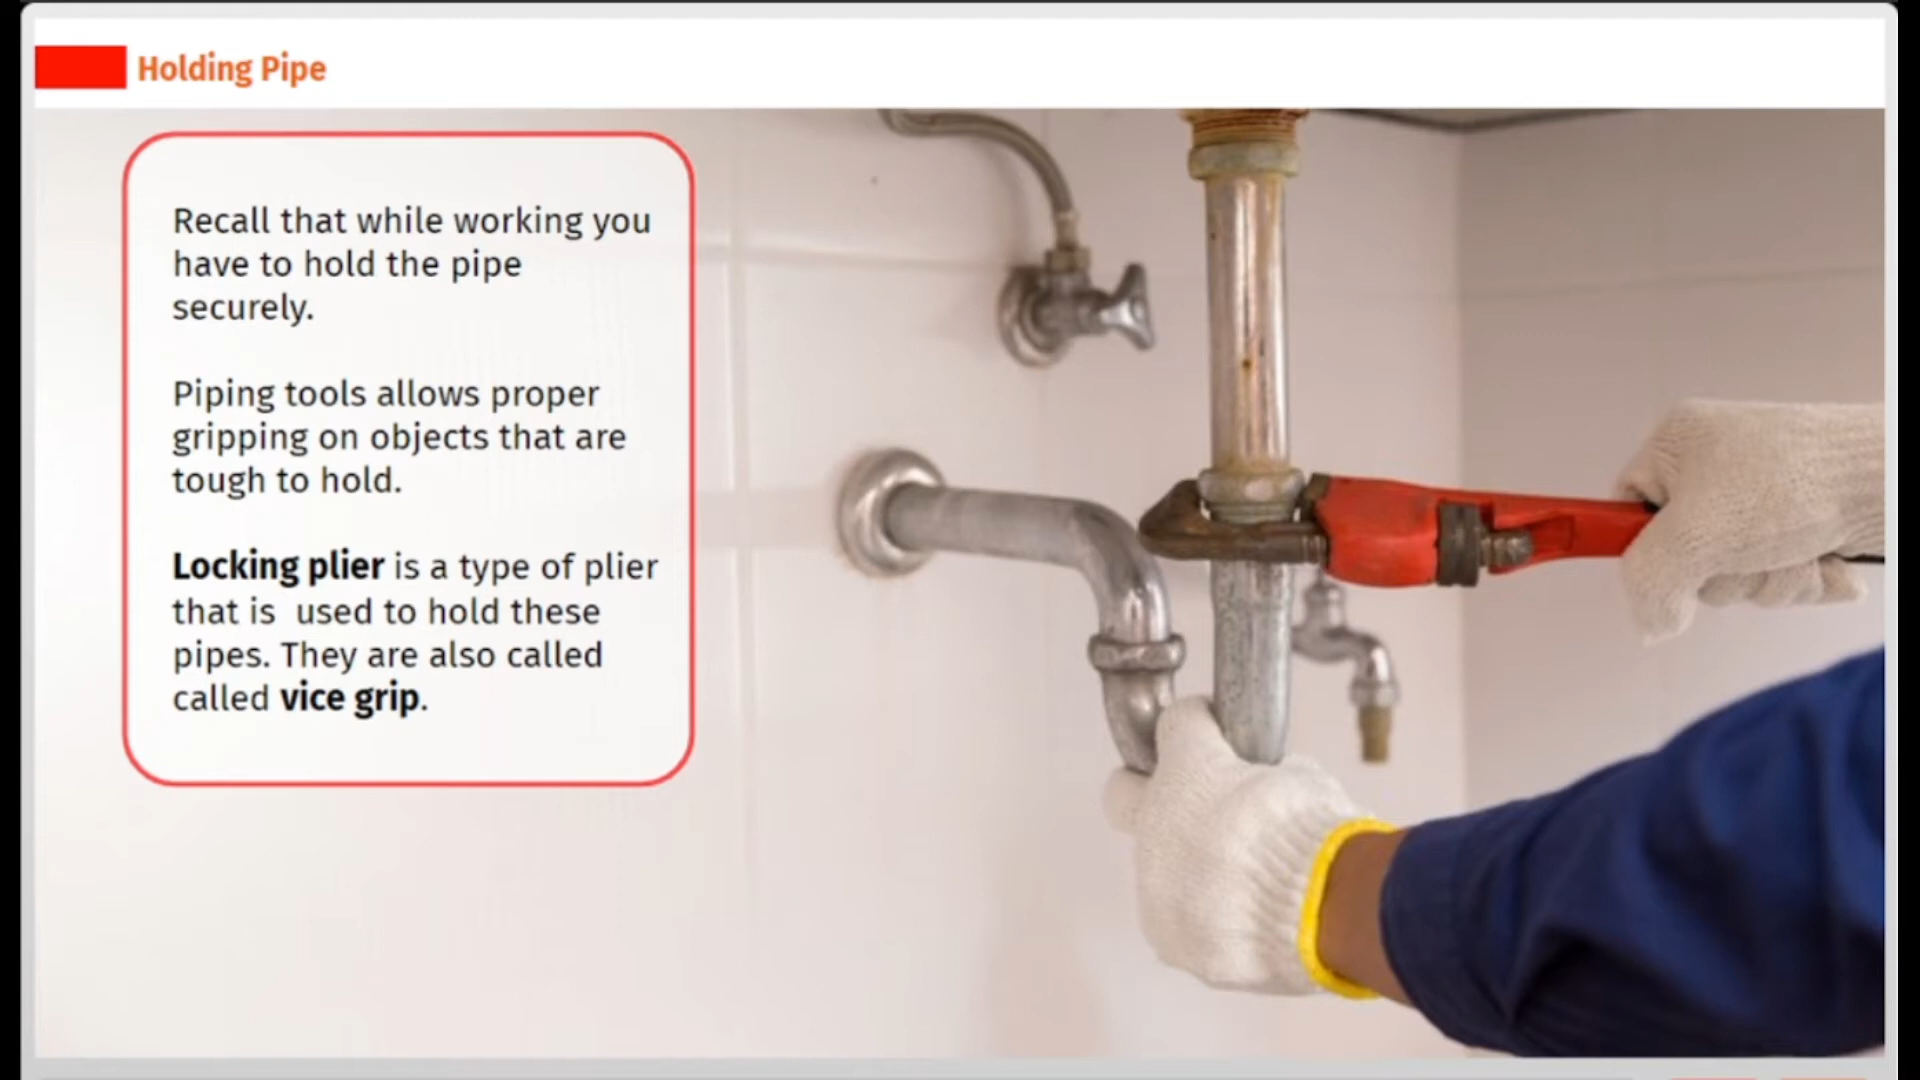 Holding Pipe
Recall that while working you
have to hold the pipe
securely.
Piping tools allows proper
gripping on objects that are
tough to hold.
Locking plier is a type of plier
that is  used to hold these
pipes. They are also called
called vice grip.